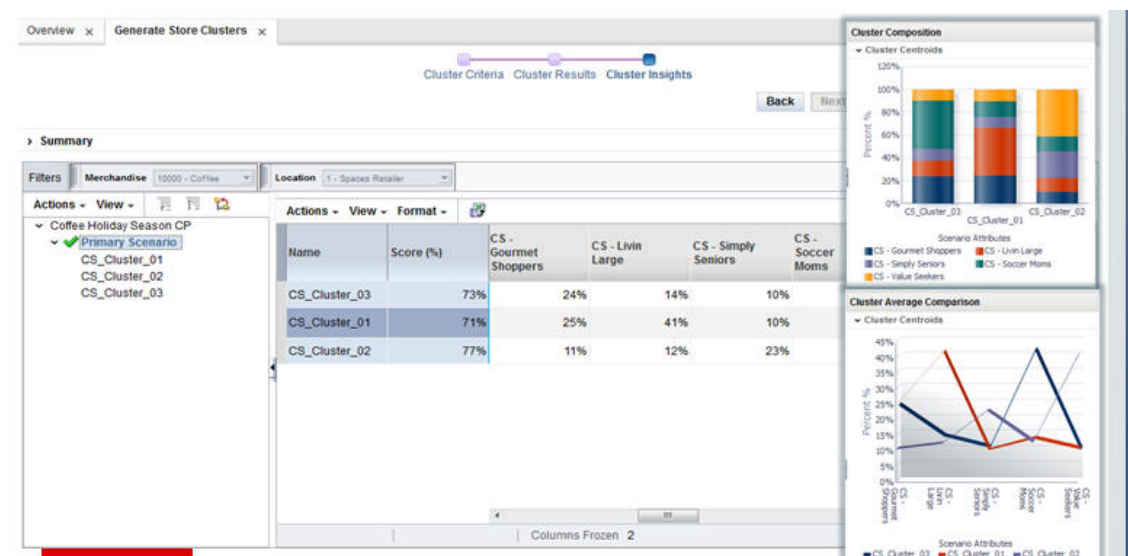 Overview x Generate Store Clusters x
Cluster Criteria Cluster Results Cluster Insights
Back Next
Summary
Filters Merchandise 10000 - Coffee Location 1 - Spaces Retailer
Actions View
Coffee Holiday Season CP
Primary Scenario
CS_Cluster_01
CS_Cluster_02
CS_Cluster_03
Actions View Format
Name Score (%) CS - Gourmet Shoppers CS - Livin Large CS - Simply Seniors CS - Soccer Moms
CS_Cluster_03 73% 24% 14% 10%
CS_Cluster_01 71% 25% 41% 10%
CS_Cluster_02 77% 11% 12% 23%
Columns Frozen 2
Cluster Composition
Cluster Centroids
120%
100%
80%
60%
40%
20%
0%
Percent %
CS_Cluster_03 CS_Cluster_01 CS_Cluster_02
Scenario Attributes
CS - Gourmet Shoppers CS - Livin Large
CS - Simply Seniors CS - Soccer Moms
CS - Value Seekers
Cluster Average Comparison
Cluster Centroids
45%
40%
35%
30%
25%
20%
15%
10%
5%
0%
Percent %
CS - Gourmet Shoppers
CS - Livin Large
CS - Simply Seniors
CS - Soccer Moms
CS - Value Seekers
Scenario Attributes
CS_Cluster_03 CS_Cluster_01 CS_Cluster_02